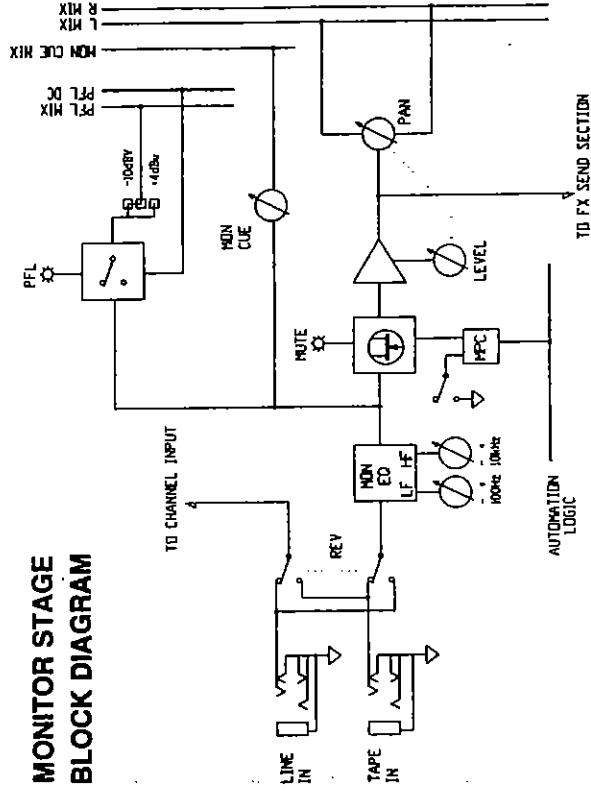 MONITOR STAGE
BLOCK DIAGRAM
LINE
IN
TAPE
IN
REV
TO CHANNEL INPUT
MON
EQ
LF HF
- +
100Hz
- +
10kHz
MUTE
MPC
AUTOMATION
LOGIC
LEVEL
PAN
TO FX SEND SECTION
MON
CUE
PFL
-10dBV
+4dBu
PFL MIX
PFL DC
MON CUE MIX
L MIX
R MIX